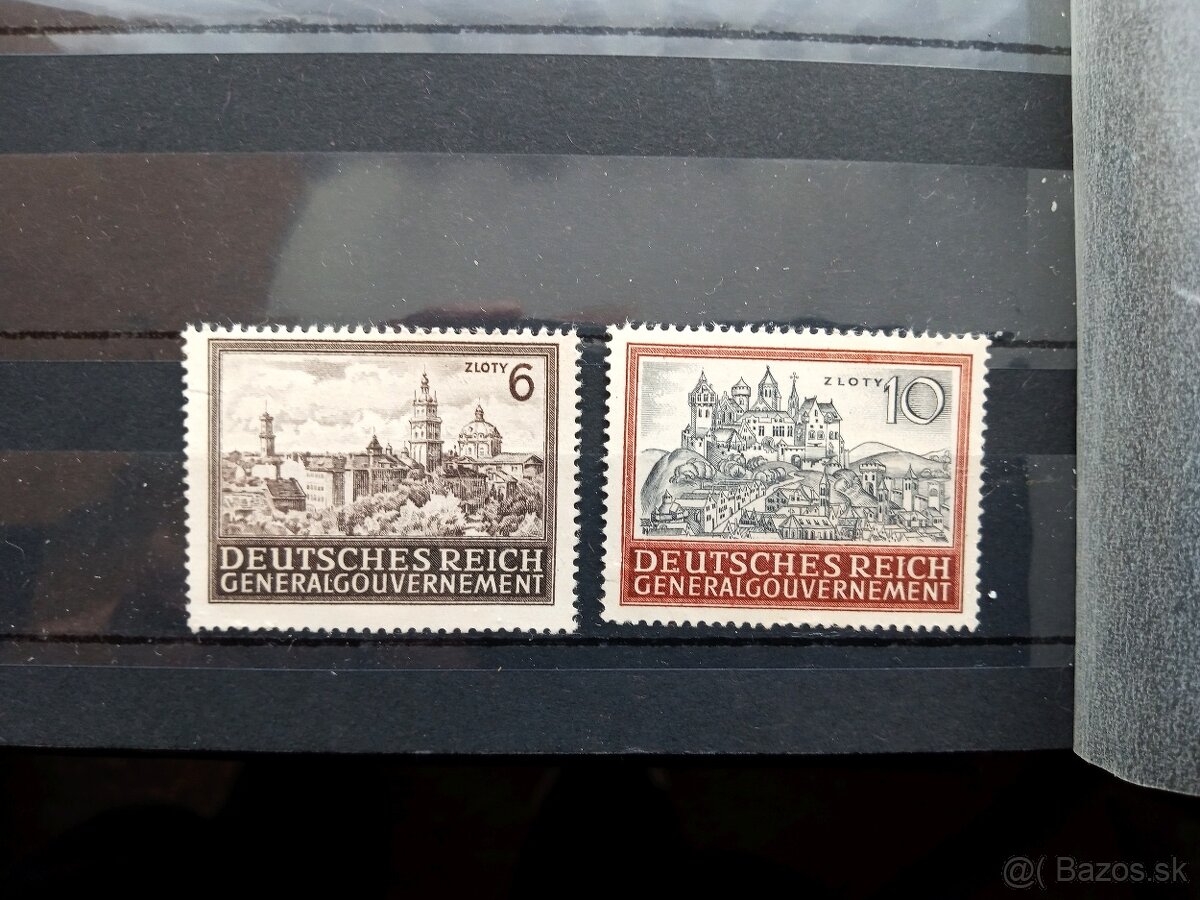 ZLOTY 6
DEUTSCHES REICH
GENERALGOUVERNEMENT
ZLOTY 10
DEUTSCHES REICH
GENERALGOUVERNEMENT
@( Bazos.sk